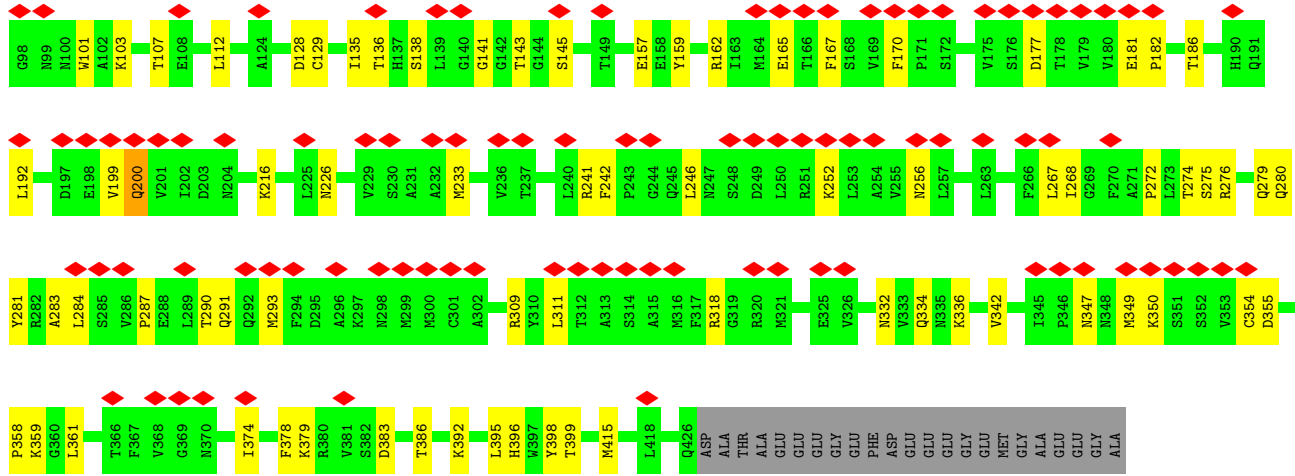 G98 N99 N100 W101 A102 K103 T107 E108 L112 A124 D128 C129 I135 T136 H137 S138 L139 G140 G141 G142 T143 G144 S145 T149 E157 E158 Y159 R162 I163 M164 E165 T166 F167 S168 V169 F170 P171 S172 V175 S176 D177 T178 V179 V180 E181 P182 T186 H190 Q191
L192 D197 E198 V199 Q200 V201 I202 D203 N204 K216 L225 N226 V229 S230 A231 A232 M233 V236 T237 L240 R241 F242 P243 G244 Q245 L246 N247 S248 D249 L250 R251 K252 L253 A254 V255 N256 L257 L263 F266 L267 I268 G269 F270 A271 P272 L273 T274 S275 R276 Q279 Q280
Y281 R282 A283 L284 S285 V286 P287 E288 L289 T290 Q291 Q292 M293 F294 D295 A296 K297 N298 M299 M300 C301 A302 R309 Y310 L311 T312 A313 S314 A315 M316 F317 R318 G319 R320 M321 E325 V326 N332 V333 Q334 N335 K336 V342 I345 P346 N347 N348 M349 K350 S351 S352 V353 C354 D355
P358 K359 G360 L361 T366 F367 V368 G369 N370 I374 F378 K379 R380 V381 S382 D383 T386 K392 L395 H396 W397 Y398 T399 M415 L418 Q426 ASP ALA THR ALA GLU GLU GLU GLY GLU PHE ASP GLU GLU GLU GLY GLU MET GLY ALA GLU GLU GLY ALA